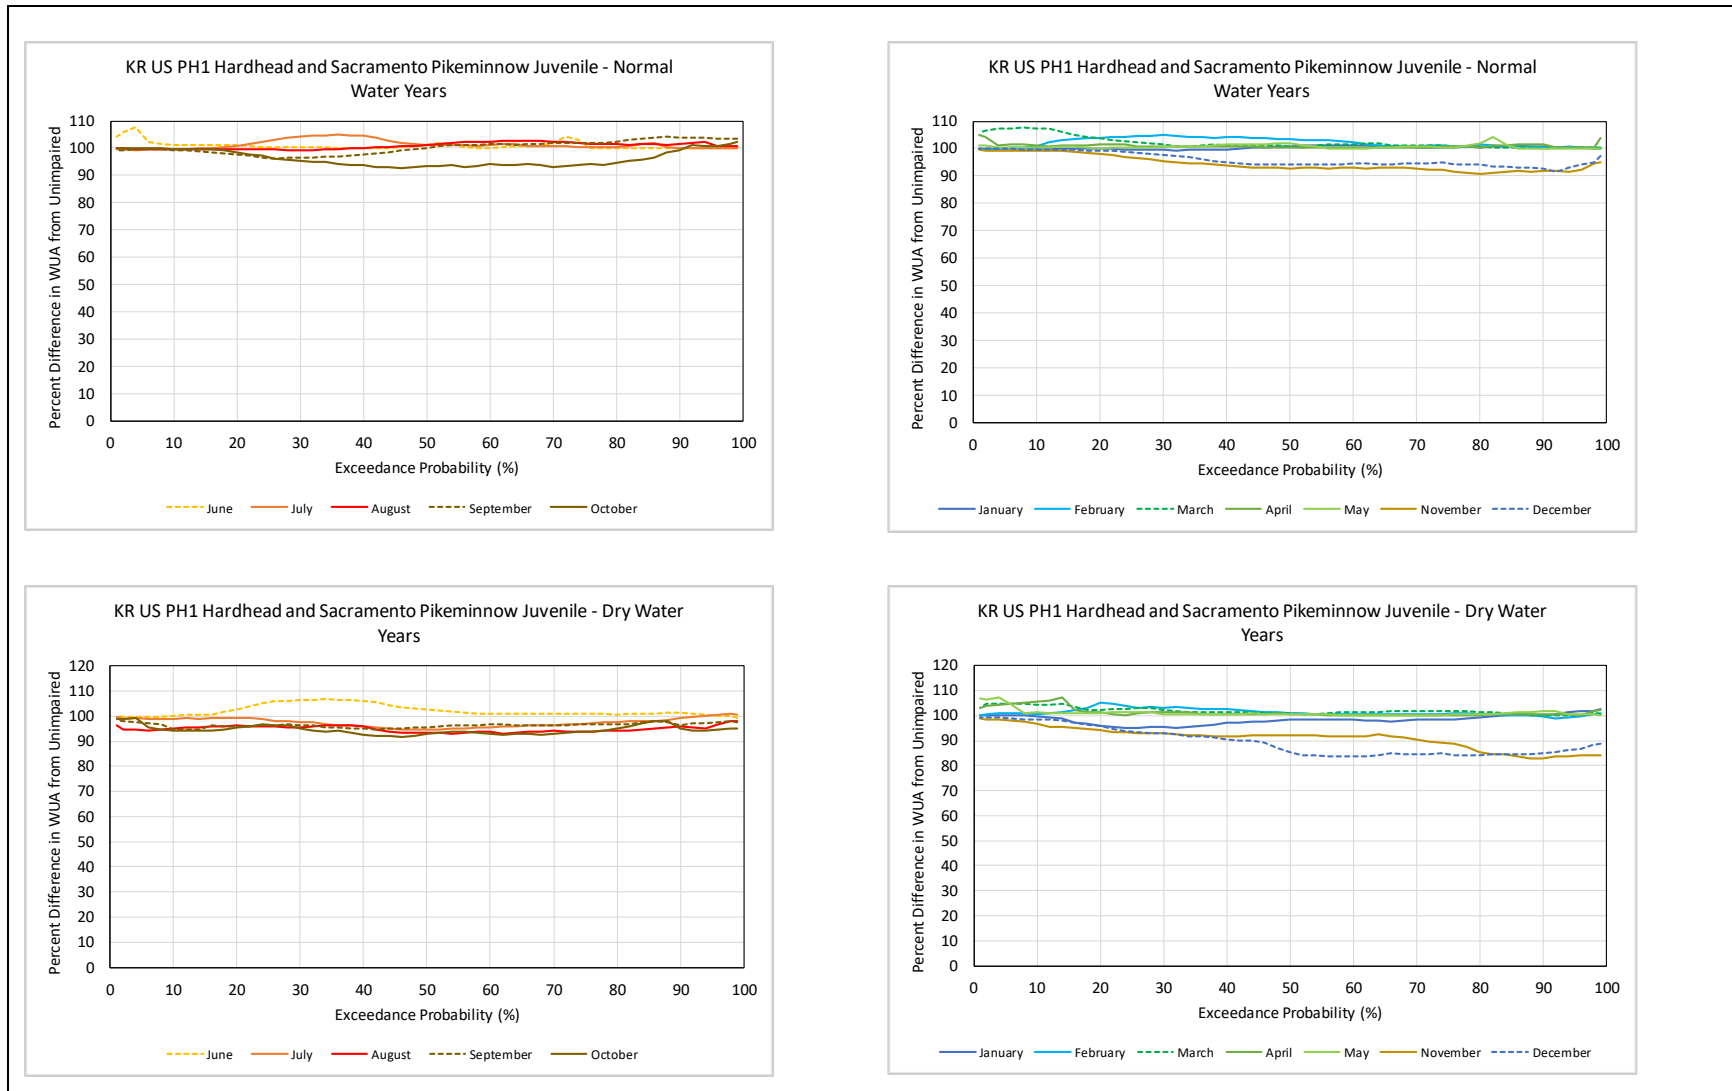 KR US PH1 Hardhead and Sacramento Pikeminnow Juvenile - Normal
Water Years
Percent Difference in WUA from Unimpaired
110
100
90
80
70
60
50
40
30
20
10
0
0 10 20 30 40 50 60 70 80 90 100
Exceedance Probability (%)
June July August September October
KR US PH1 Hardhead and Sacramento Pikeminnow Juvenile - Normal
Water Years
Percent Difference in WUA from Unimpaired
110
100
90
80
70
60
50
40
30
20
10
0
0 10 20 30 40 50 60 70 80 90 100
Exceedance Probability (%)
January February March April May November December
KR US PH1 Hardhead and Sacramento Pikeminnow Juvenile - Dry Water
Years
Percent Difference in WUA from Unimpaired
120
110
100
90
80
70
60
50
40
30
20
10
0
0 10 20 30 40 50 60 70 80 90 100
Exceedance Probability (%)
June July August September October
KR US PH1 Hardhead and Sacramento Pikeminnow Juvenile - Dry Water
Years
Percent Difference in WUA from Unimpaired
120
110
100
90
80
70
60
50
40
30
20
10
0
0 10 20 30 40 50 60 70 80 90 100
Exceedance Probability (%)
January February March April May November December